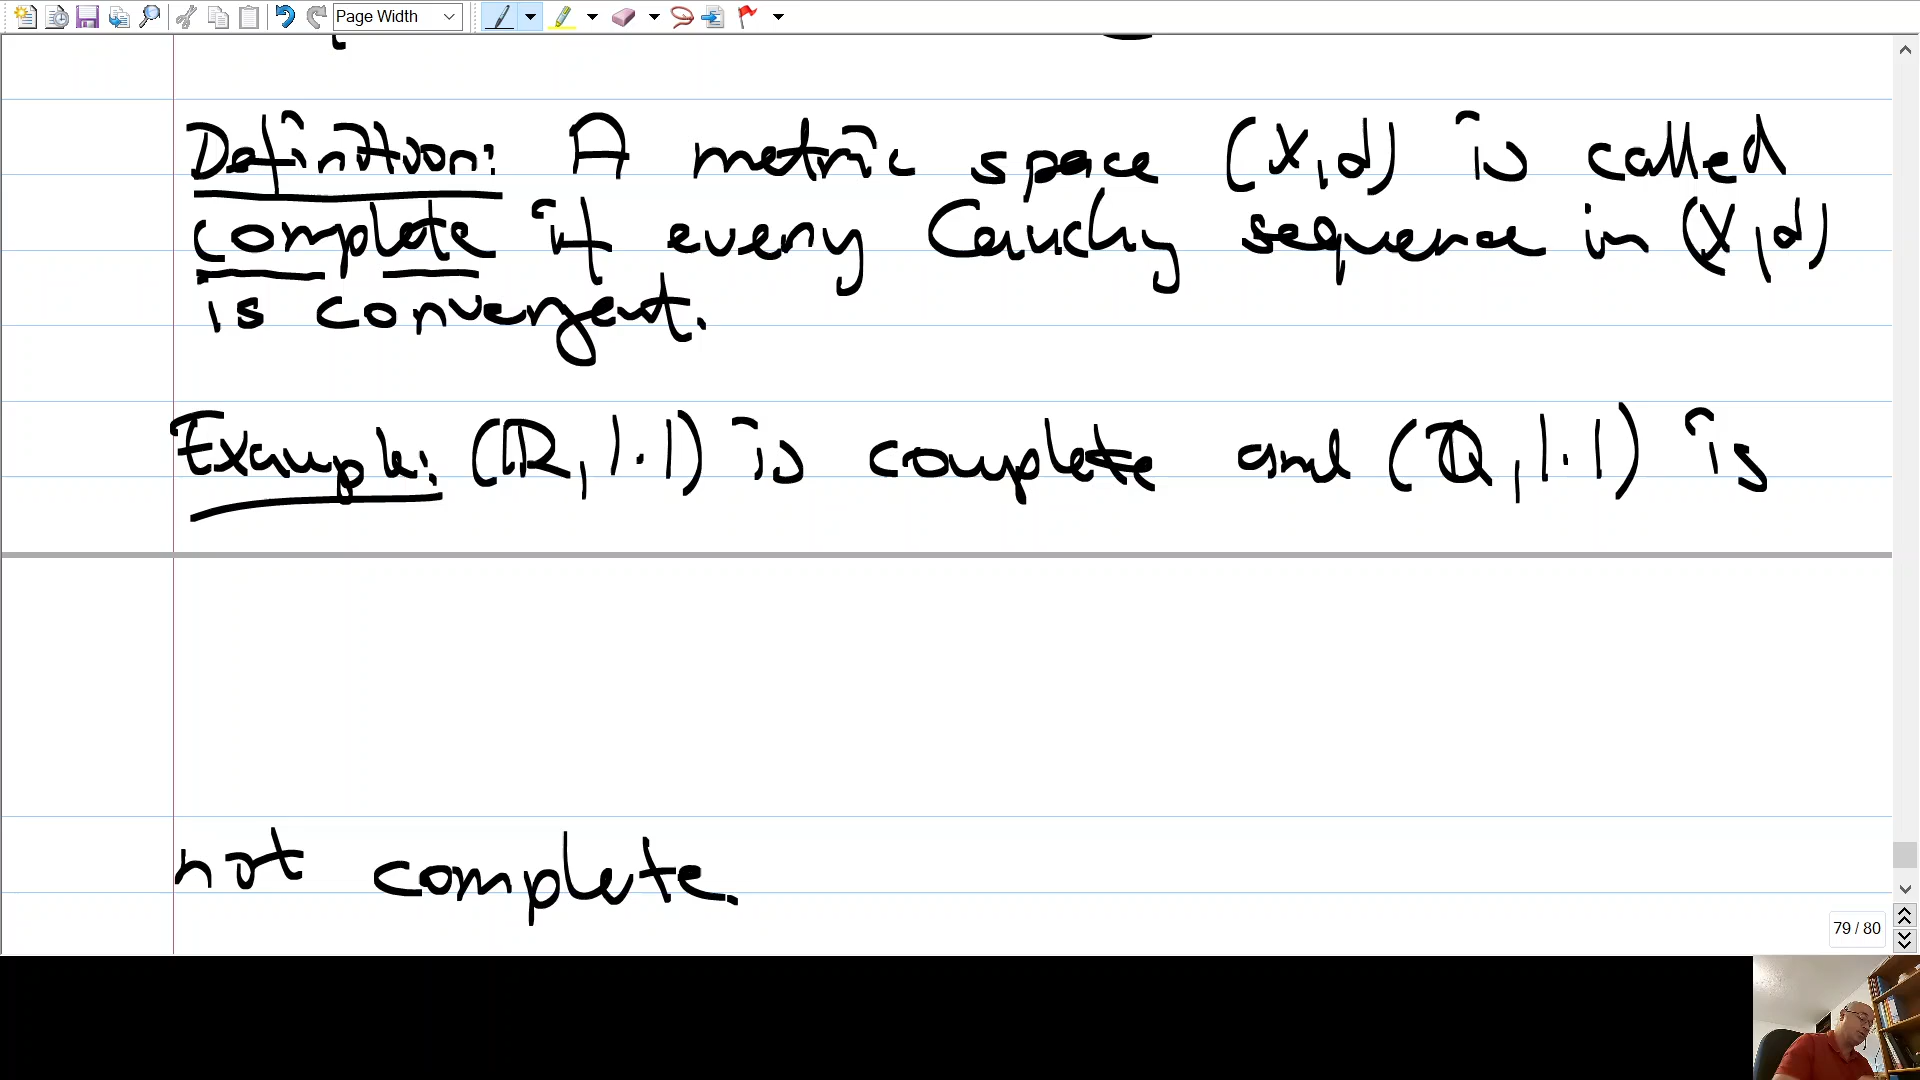 Page Width
Definition: A metric space (X,d) is called
complete if every Cauchy sequence in (X,d)
is convergent.
Example: (ℝ, |·|) is complete and (ℚ, |·|) is
not complete.
79 / 80